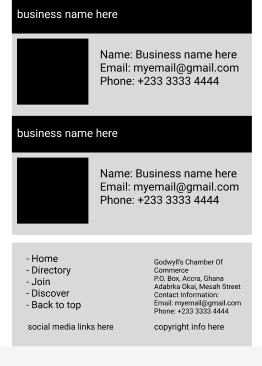 business name here
Name: Business name here
Email: myemail@gmail.com
Phone: +233 3333 4444
business name here
Name: Business name here
Email: myemail@gmail.com
Phone: +233 3333 4444
- Home
- Directory
- Join
- Discover
- Back to top
social media links here
Godwyll's Chamber Of
Commerce
P.O. Box, Accra, Ghana
Adabrka Okai, Mesah Street
Contact Information:
Email: myemail@gmail.com
Phone: +233 3333 4444
copyright info here